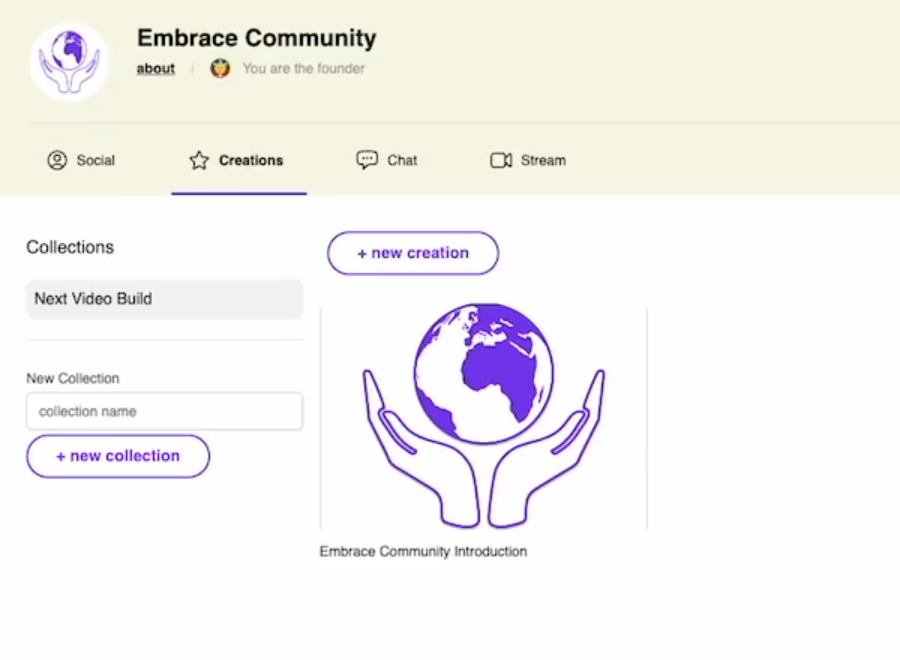 Embrace Community
about
You are the founder
Social
Creations
Chat
Stream
Collections
Next Video Build
New Collection
collection name
+ new collection
+ new creation
Embrace Community Introduction